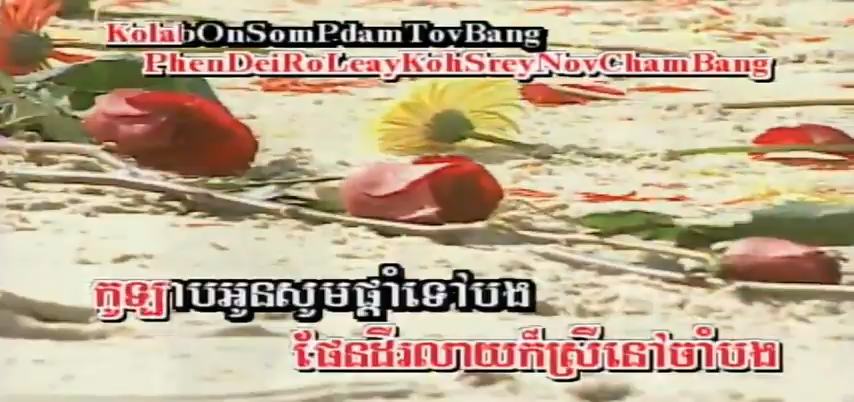 KolabOnSomPdamTovBang
PhenDeiRoLeayKohSreyNovChamBang
កូឡាបអូនសូមផ្ដាំទៅបង
ផែនដីរលាយក៏ស្រីនៅចាំបង